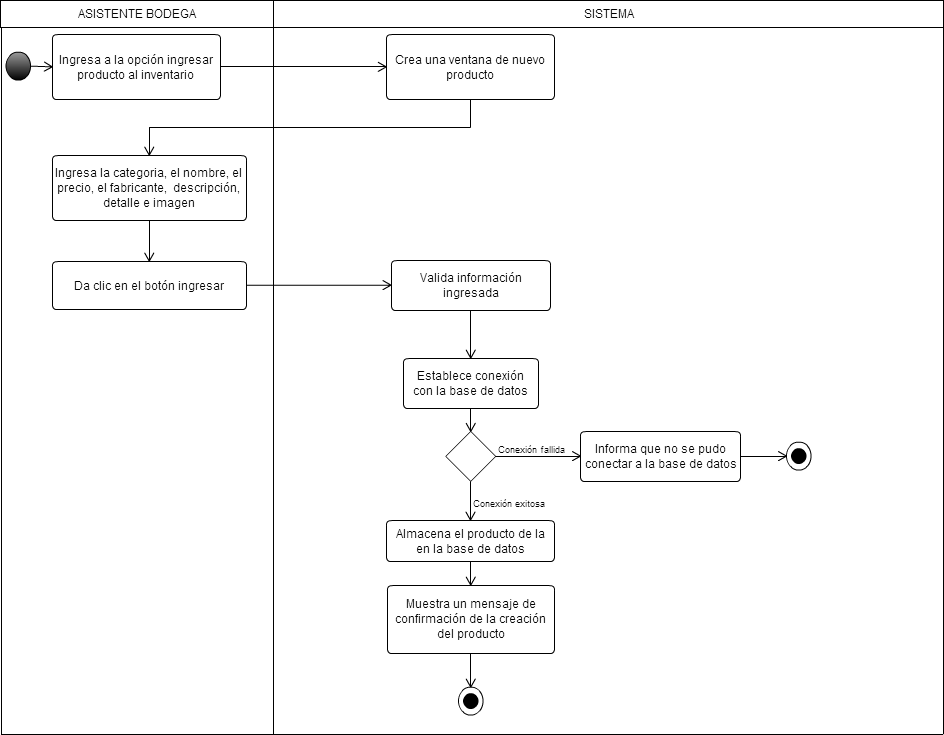 ASISTENTE BODEGA
SISTEMA
Ingresa a la opción ingresar
producto al inventario
Crea una ventana de nuevo
producto
Ingresa la categoria, el nombre, el
precio, el fabricante, descripción,
detalle e imagen
Da clic en el botón ingresar
Valida información
ingresada
Establece conexión
con la base de datos
Conexión fallida
Informa que no se pudo
conectar a la base de datos
Conexión exitosa
Almacena el producto de la
en la base de datos
Muestra un mensaje de
confirmación de la creación
del producto